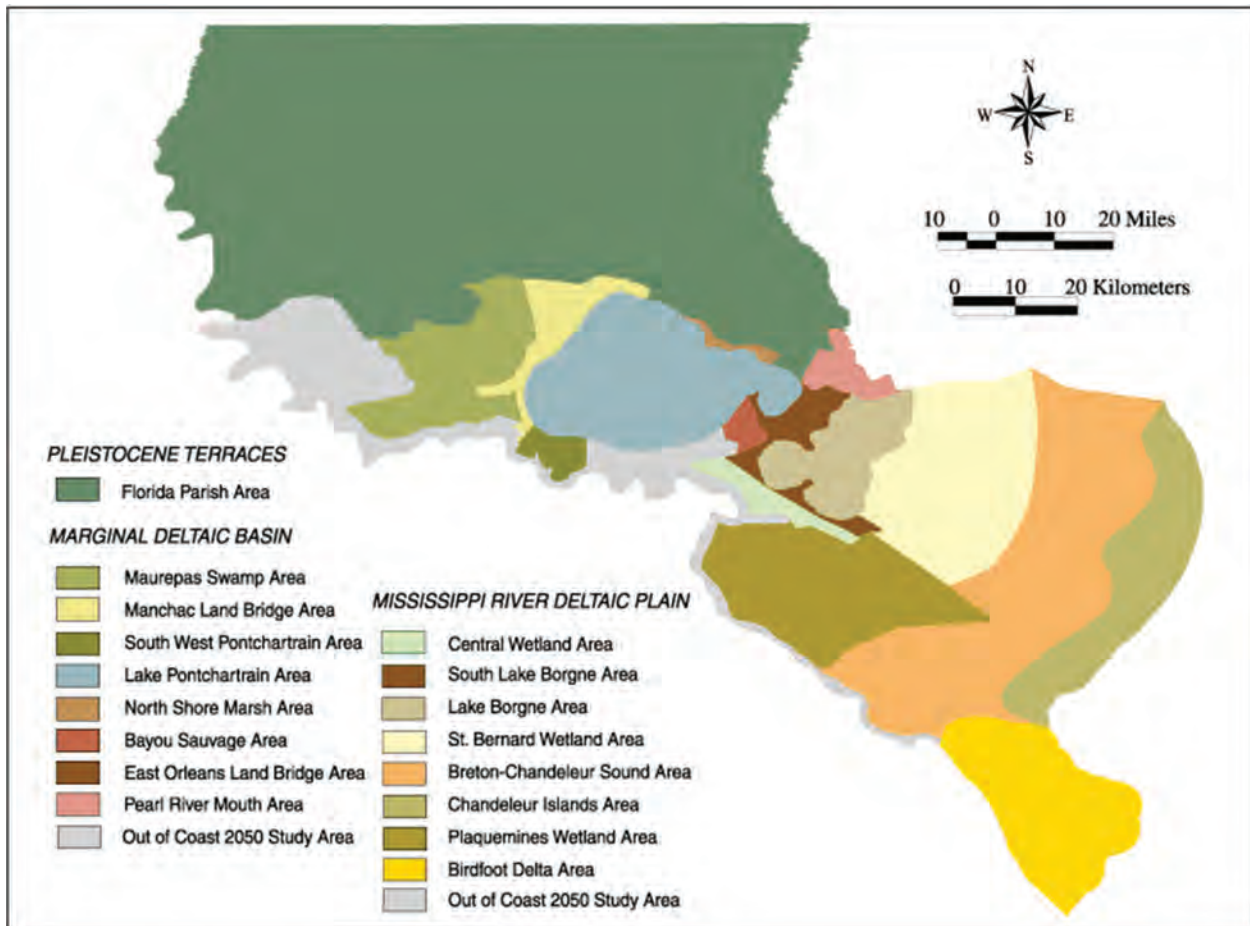 N
W E
S
10 0 10 20 Miles
0 10 20 Kilometers
PLEISTOCENE TERRACES
Florida Parish Area
MARGINAL DELTAIC BASIN
Maurepas Swamp Area
Manchac Land Bridge Area
South West Pontchartrain Area
Lake Pontchartrain Area
North Shore Marsh Area
Bayou Sauvage Area
East Orleans Land Bridge Area
Pearl River Mouth Area
Out of Coast 2050 Study Area
MISSISSIPPI RIVER DELTAIC PLAIN
Central Wetland Area
South Lake Borgne Area
Lake Borgne Area
St. Bernard Wetland Area
Breton-Chandeleur Sound Area
Chandeleur Islands Area
Plaquemines Wetland Area
Birdfoot Delta Area
Out of Coast 2050 Study Area